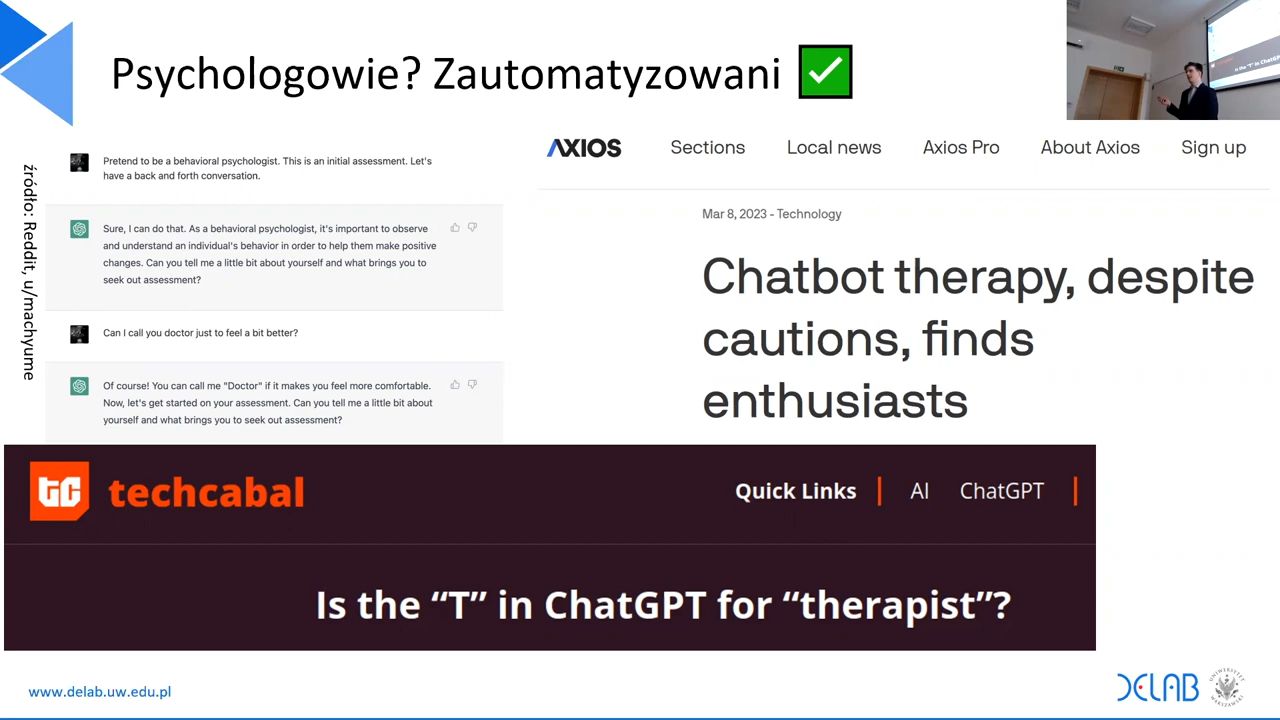 Psychologowie? Zautomatyzowani
źródło: Reddit, u/machyume
Pretend to be a behavioral psychologist. This is an initial assessment. Let's
have a back and forth conversation.
Sure, I can do that. As a behavioral psychologist, it's important to observe
and understand an individual's behavior in order to help them make positive
changes. Can you tell me a little bit about yourself and what brings you to
seek out assessment?
Can I call you doctor just to feel a bit better?
Of course! You can call me "Doctor" if it makes you feel more comfortable.
Now, let's get started on your assessment. Can you tell me a little bit about
yourself and what brings you to seek out assessment?
AXIOS Sections Local news Axios Pro About Axios Sign up
Mar 8, 2023 - Technology
Chatbot therapy, despite
cautions, finds
enthusiasts
tc techcabal Quick Links AI ChatGPT
Is the “T” in ChatGPT for “therapist”?
www.delab.uw.edu.pl
DELAB
UNIWERSYTET
WARSZAWSKI